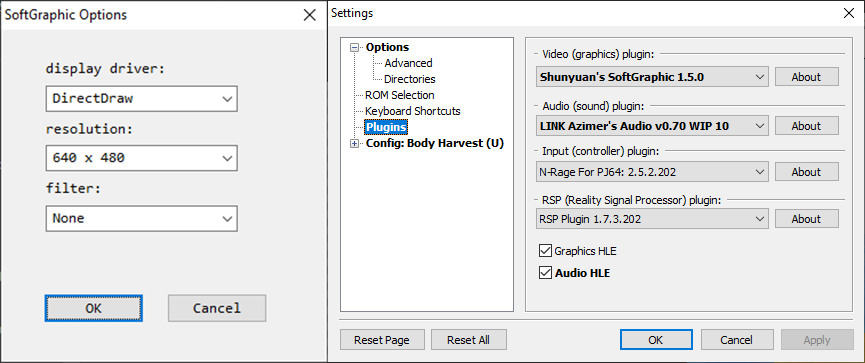 SoftGraphic Options
display driver:
DirectDraw
resolution:
640 x 480
filter:
None
OK
Cancel
Settings
Options
Advanced
Directories
ROM Selection
Keyboard Shortcuts
Plugins
Config: Body Harvest (U)
Video (graphics) plugin:
Shunyuan's SoftGraphic 1.5.0
About
Audio (sound) plugin:
LINK Azimer's Audio v0.70 WIP 10
About
Input (controller) plugin:
N-Rage For PJ64: 2.5.2.202
About
RSP (Reality Signal Processor) plugin:
RSP Plugin 1.7.3.202
About
Graphics HLE
Audio HLE
Reset Page
Reset All
OK
Cancel
Apply